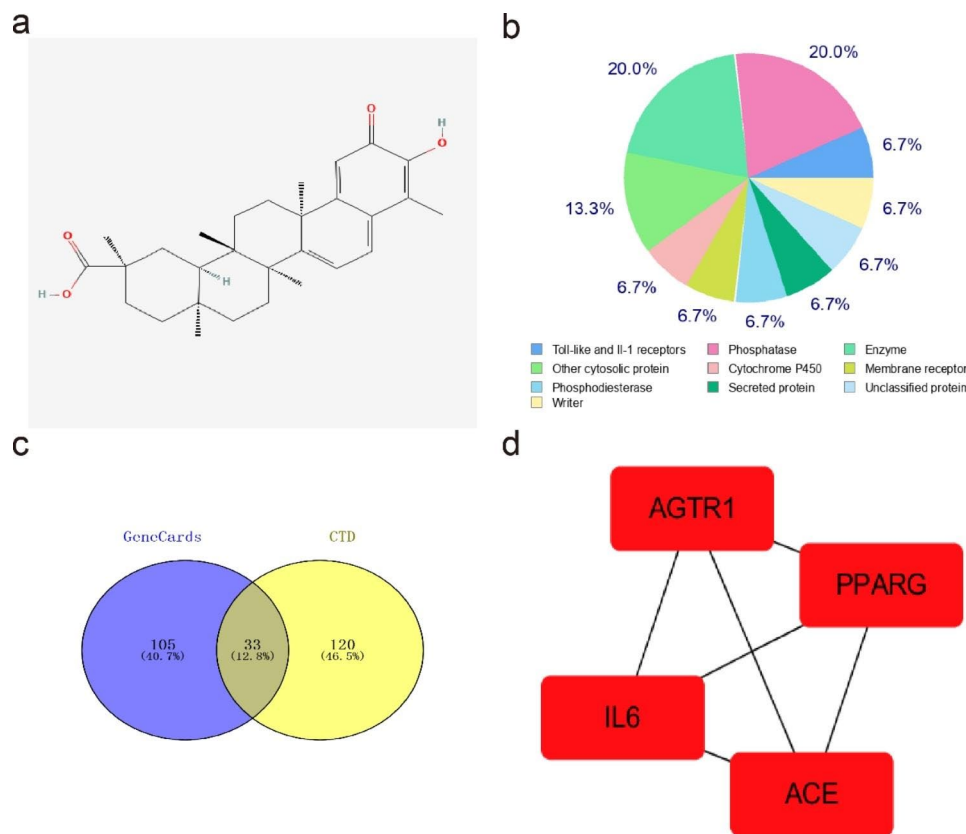 a
O
H
O
O
H
O
H
b
20.0%
20.0%
6.7%
13.3%
6.7%
6.7%
6.7%
6.7%
6.7%
6.7%
Toll-like and Il-1 receptors
Phosphatase
Enzyme
Other cytosolic protein
Cytochrome P450
Membrane receptor
Phosphodiesterase
Secreted protein
Unclassified protein
Writer
c
GeneCards
CTD
105
(40.7%)
33
(12.8%)
120
(46.5%)
d
AGTR1
PPARG
IL6
ACE